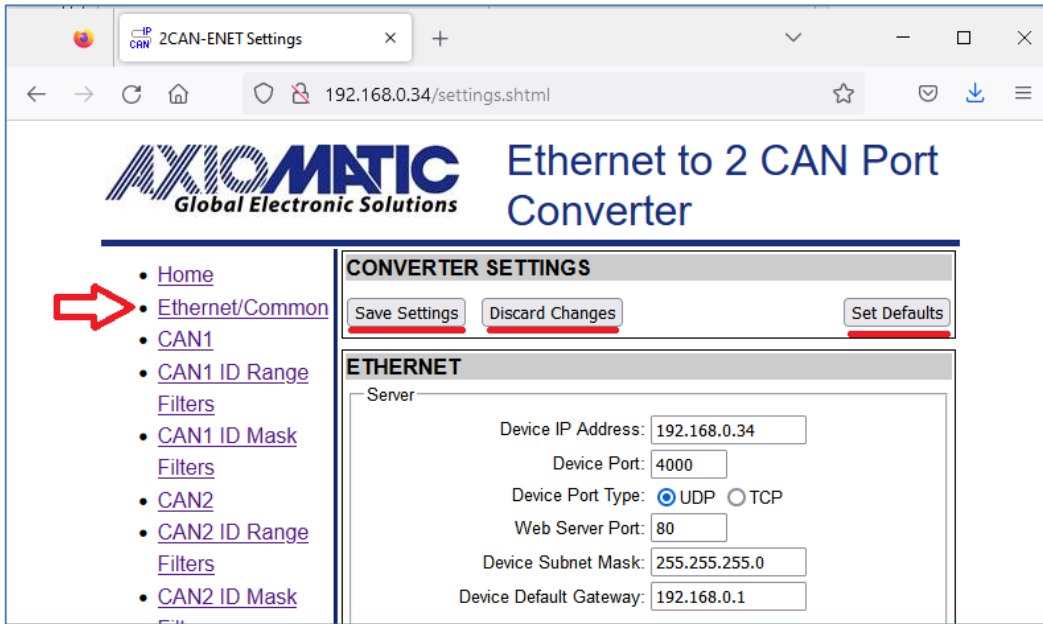 IP
CAN
2CAN-ENET Settings
192.168.0.34/settings.shtml
AXIOMATIC
Global Electronic Solutions
Ethernet to 2 CAN Port
Converter
Home
Ethernet/Common
CAN1
CAN1 ID Range
Filters
CAN1 ID Mask
Filters
CAN2
CAN2 ID Range
Filters
CAN2 ID Mask
CONVERTER SETTINGS
Save Settings Discard Changes Set Defaults
ETHERNET
Server
Device IP Address: 192.168.0.34
Device Port: 4000
Device Port Type: UDP TCP
Web Server Port: 80
Device Subnet Mask: 255.255.255.0
Device Default Gateway: 192.168.0.1